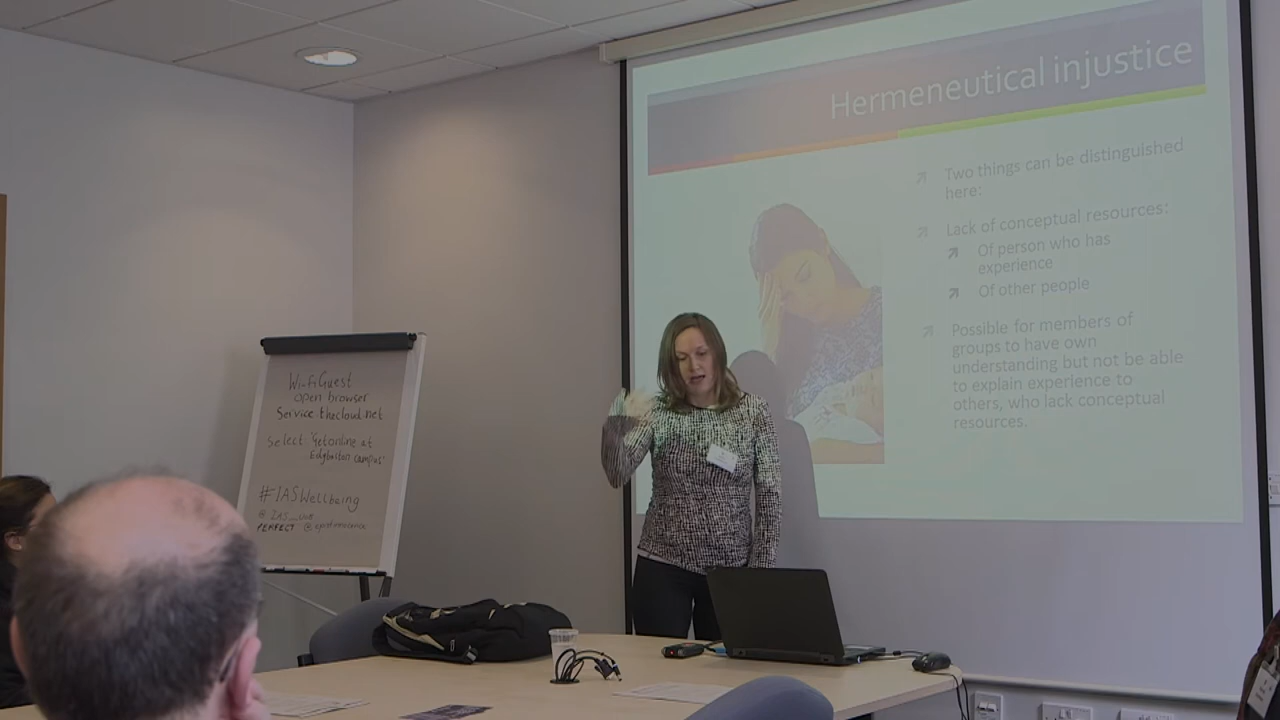 Hermeneutical injustice
Two things can be distinguished
here:
Lack of conceptual resources:
Of person who has
experience
Of other people
Possible for members of
groups to have own
understanding but not be able
to explain experience to
others, who lack conceptual
resources.
WiFi Guest
open browser
Service thecloud.net
Select 'Get online at
Edgbaston campus'
#IASWellbeing
PERFECT